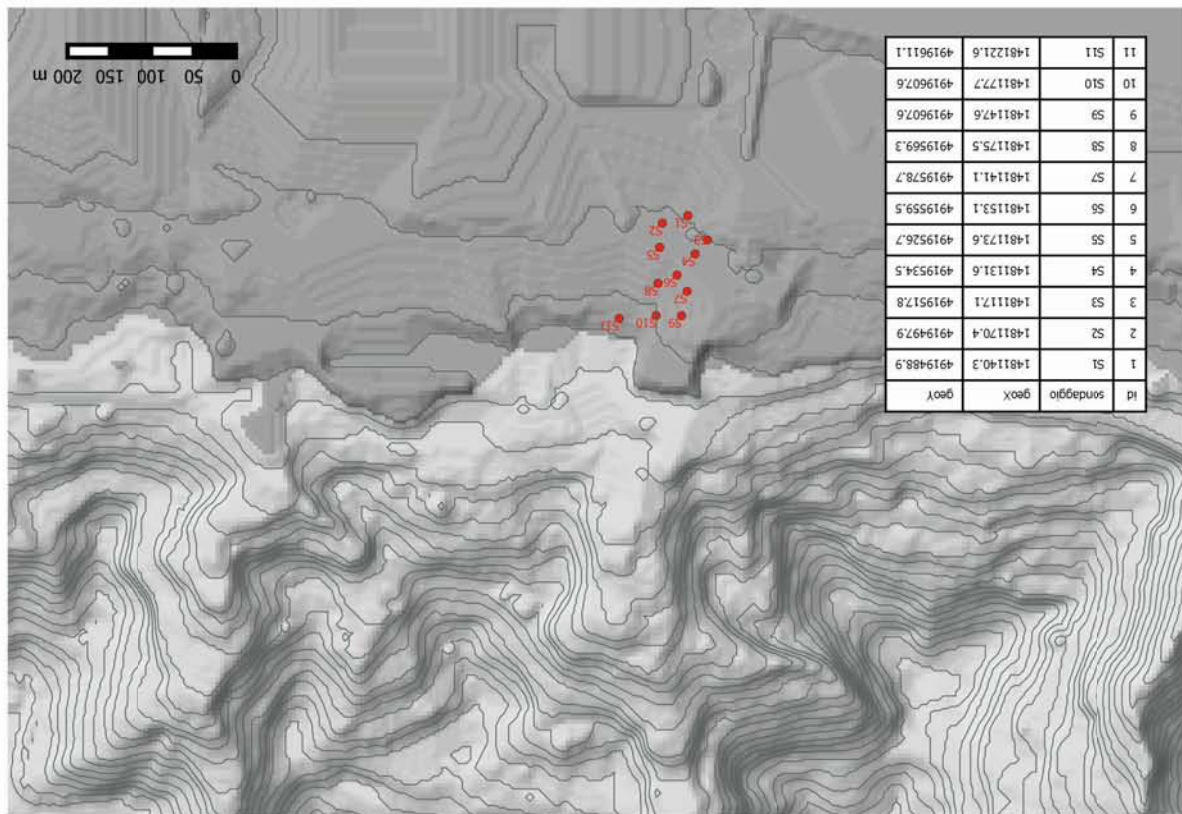 S9 S10 S11
S7 S8
S6
S4 S5
S3
S1 S2
id sondaggio geoX geoY
1 S1 1481140.3 4919488.9
2 S2 1481170.4 4919497.9
3 S3 1481117.1 4919517.8
4 S4 1481131.6 4919534.5
5 S5 1481173.6 4919526.7
6 S6 1481153.1 4919559.5
7 S7 1481141.1 4919578.7
8 S8 1481175.5 4919569.3
9 S9 1481147.6 4919607.6
10 S10 1481177.7 4919607.6
11 S11 1481221.6 4919611.1
0 50 100 150 200 m